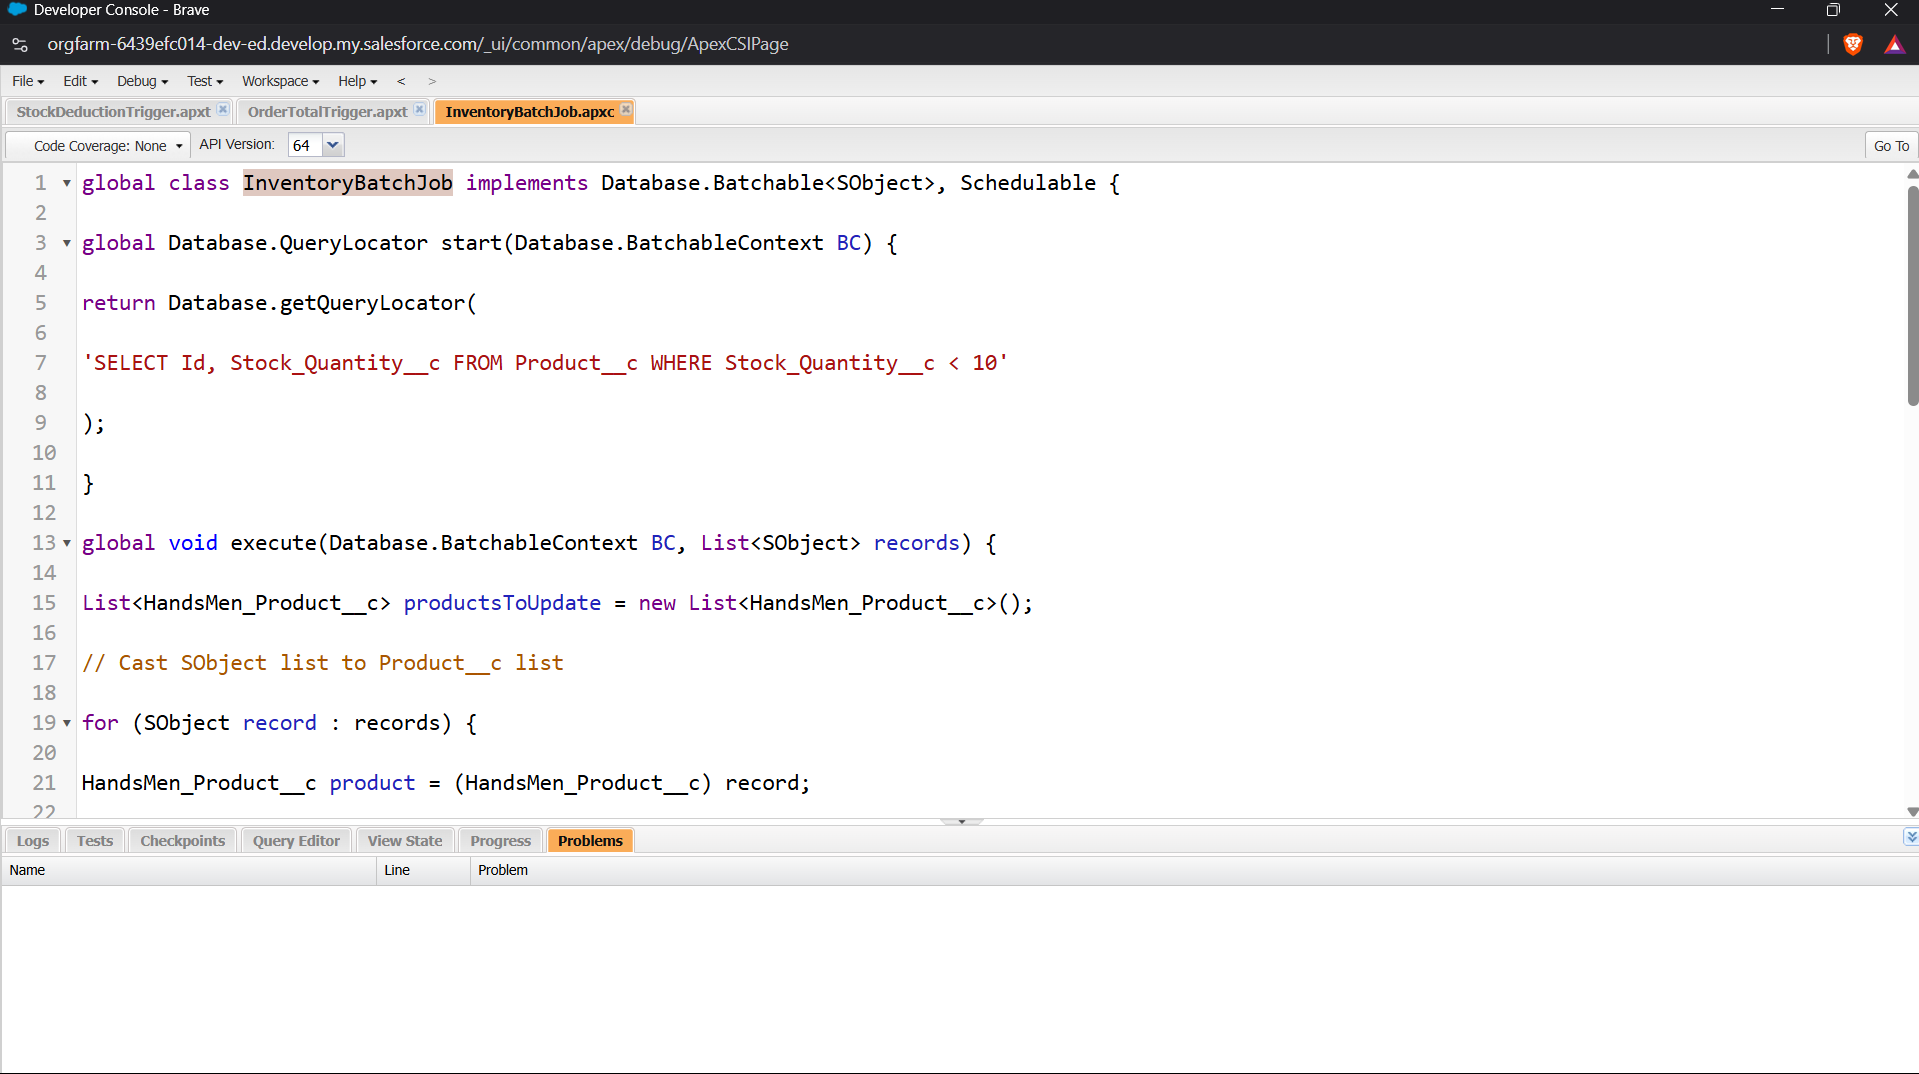 Developer Console - Brave
orgfarm-6439efc014-dev-ed.develop.my.salesforce.com/_ui/common/apex/debug/ApexCSIPage
File Edit Debug Test Workspace Help < >
StockDeductionTrigger.apxt OrderTotalTrigger.apxt InventoryBatchJob.apxc
Code Coverage: None API Version: 64 Go To
1 global class InventoryBatchJob implements Database.Batchable<SObject>, Schedulable {
2
3 global Database.QueryLocator start(Database.BatchableContext BC) {
4
5 return Database.getQueryLocator(
6
7 'SELECT Id, Stock_Quantity__c FROM Product__c WHERE Stock_Quantity__c < 10'
8
9 );
10
11 }
12
13 global void execute(Database.BatchableContext BC, List<SObject> records) {
14
15 List<HandsMen_Product__c> productsToUpdate = new List<HandsMen_Product__c>();
16
17 // Cast SObject list to Product__c list
18
19 for (SObject record : records) {
20
21 HandsMen_Product__c product = (HandsMen_Product__c) record;
22
Logs Tests Checkpoints Query Editor View State Progress Problems
Name Line Problem